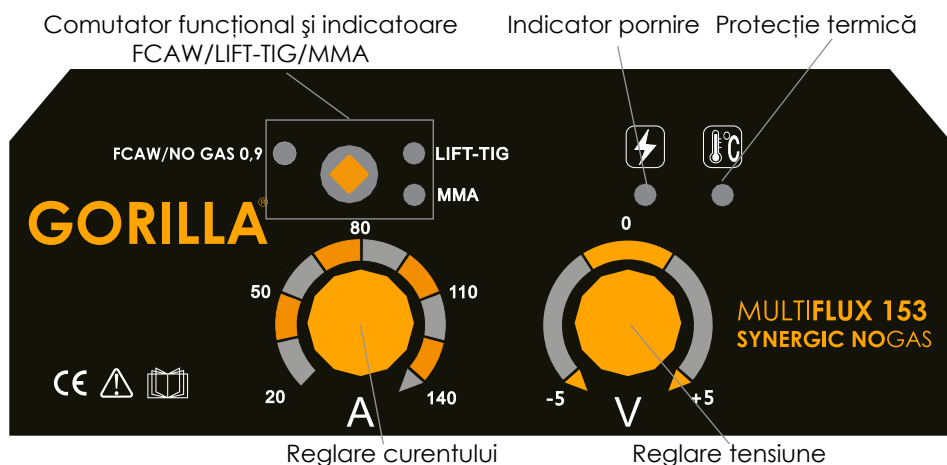 Comutator funcțional şi indicatoare
FCAW/LIFT-TIG/MMA
Indicator pornire
Protecție termică
FCAW/NO GAS 0,9
LIFT-TIG
MMA
°C
GORILLA®
80
50
110
20
140
A
0
-5
+5
V
MULTIFLUX 153
SYNERGIC NOGAS
CE
Reglare curentului
Reglare tensiune